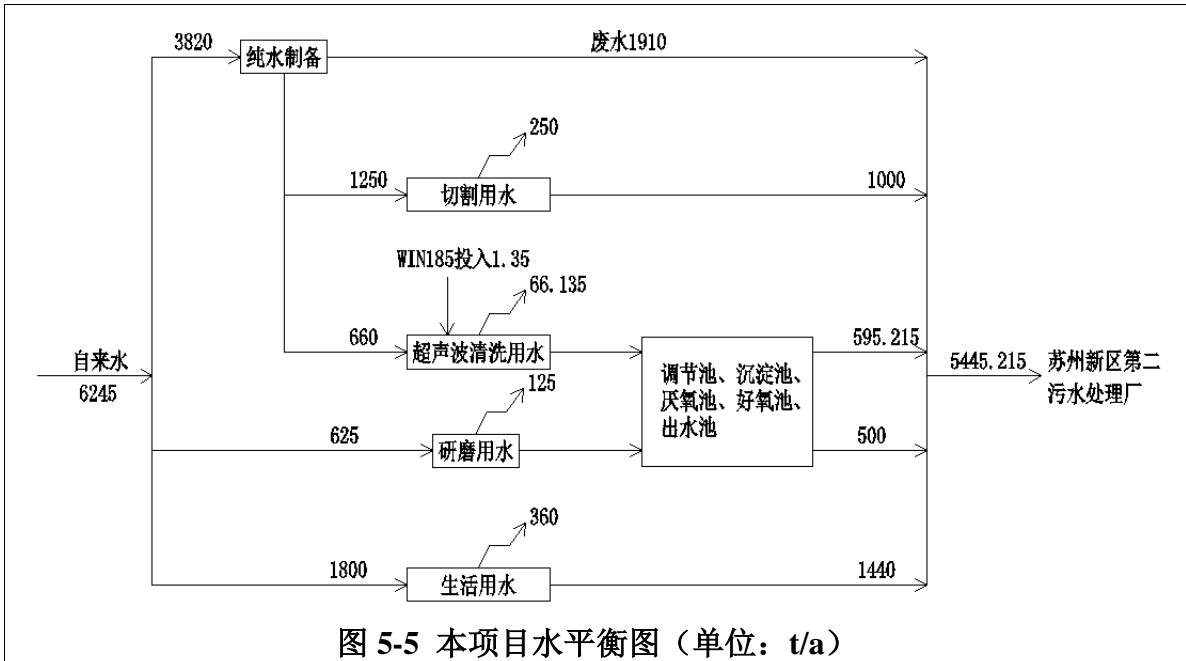 3820
纯水制备
废水1910
250
1250
切割用水
1000
WIN185投入1.35
66.135
660
超声波清洗用水
595.215
自来水
6245
调节池、沉淀池、
厌氧池、好氧池、
出水池
5445.215
苏州新区第二
污水处理厂
125
625
研磨用水
500
360
1800
生活用水
1440
图 5-5 本项目水平衡图（单位：t/a）